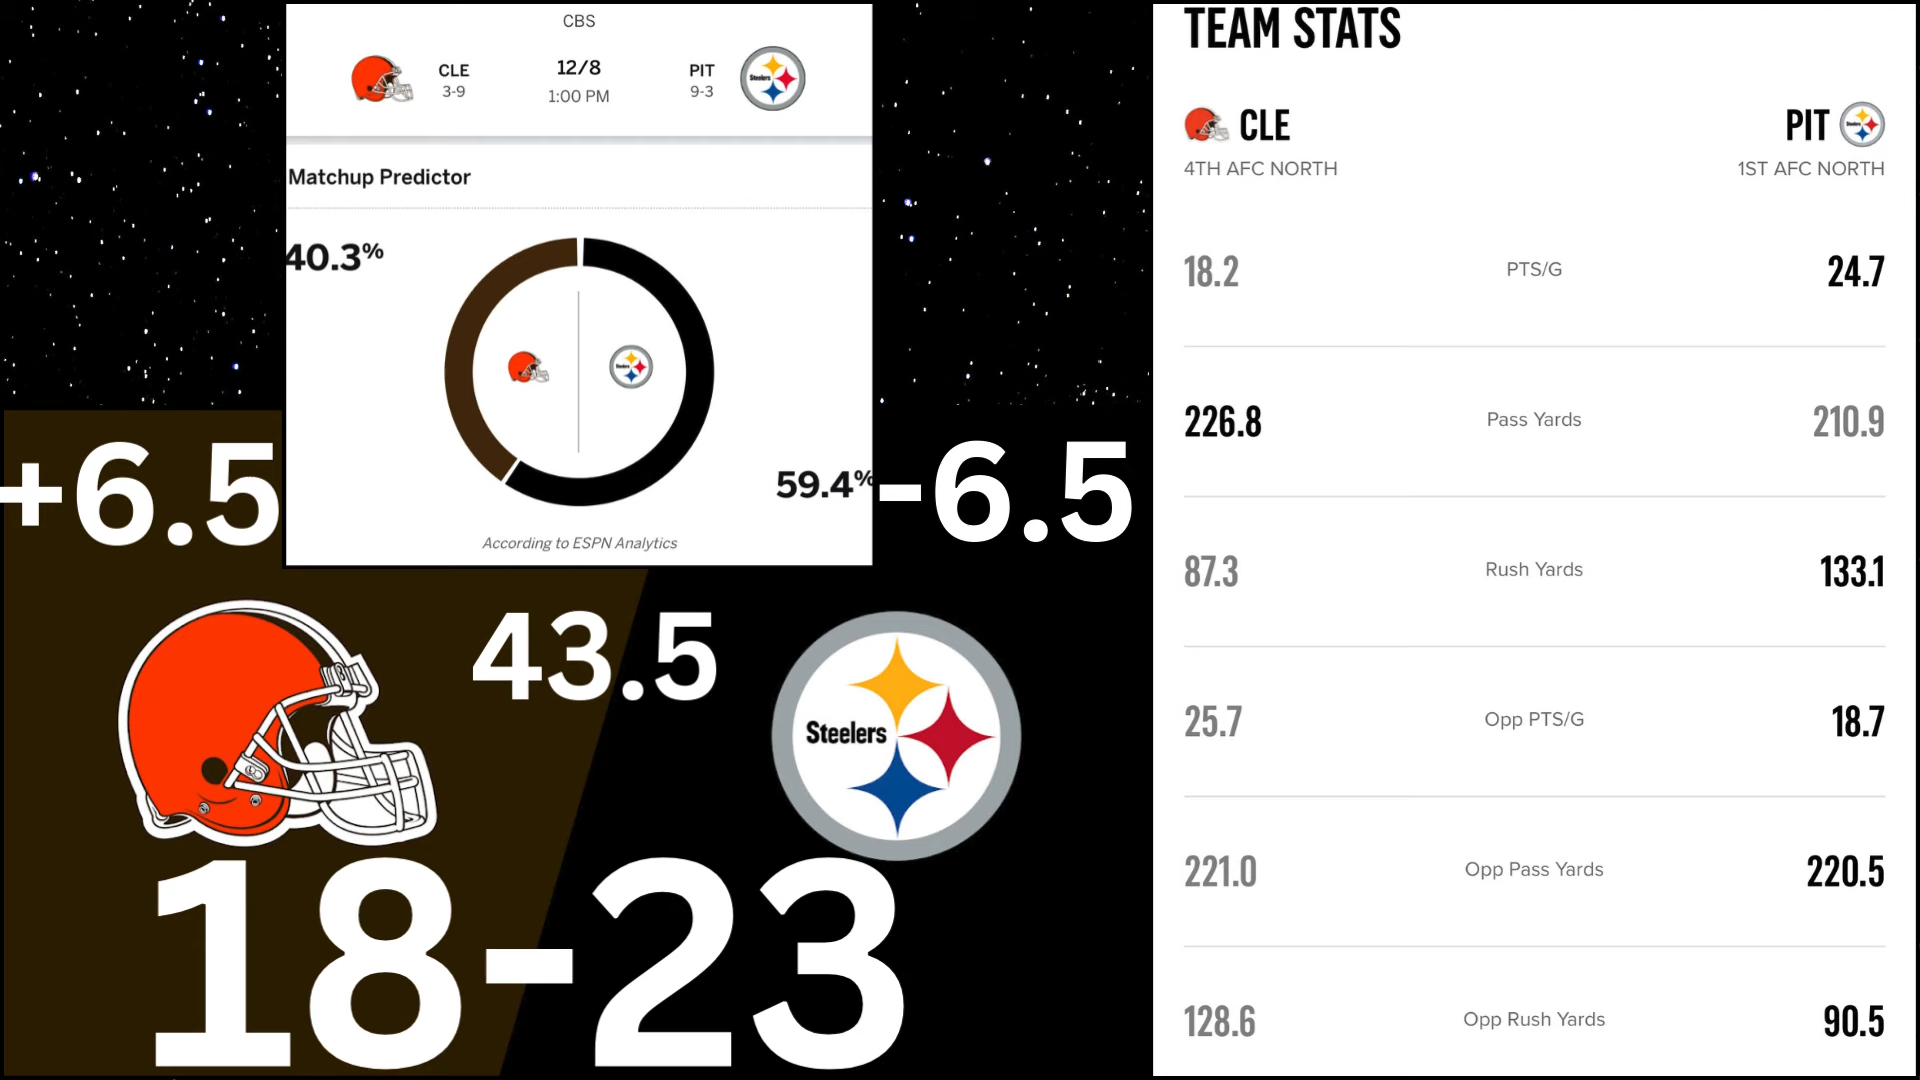 CBS
CLE
3-9
12/8
1:00 PM
PIT
9-3
Steelers
Matchup Predictor
40.3%
59.4%
Steelers
According to ESPN Analytics
+6.5
-6.5
43.5
Steelers
18-23
TEAM STATS
CLE
PIT
Steelers
4TH AFC NORTH
1ST AFC NORTH
18.2 PTS/G 24.7
226.8 Pass Yards 210.9
87.3 Rush Yards 133.1
25.7 Opp PTS/G 18.7
221.0 Opp Pass Yards 220.5
128.6 Opp Rush Yards 90.5